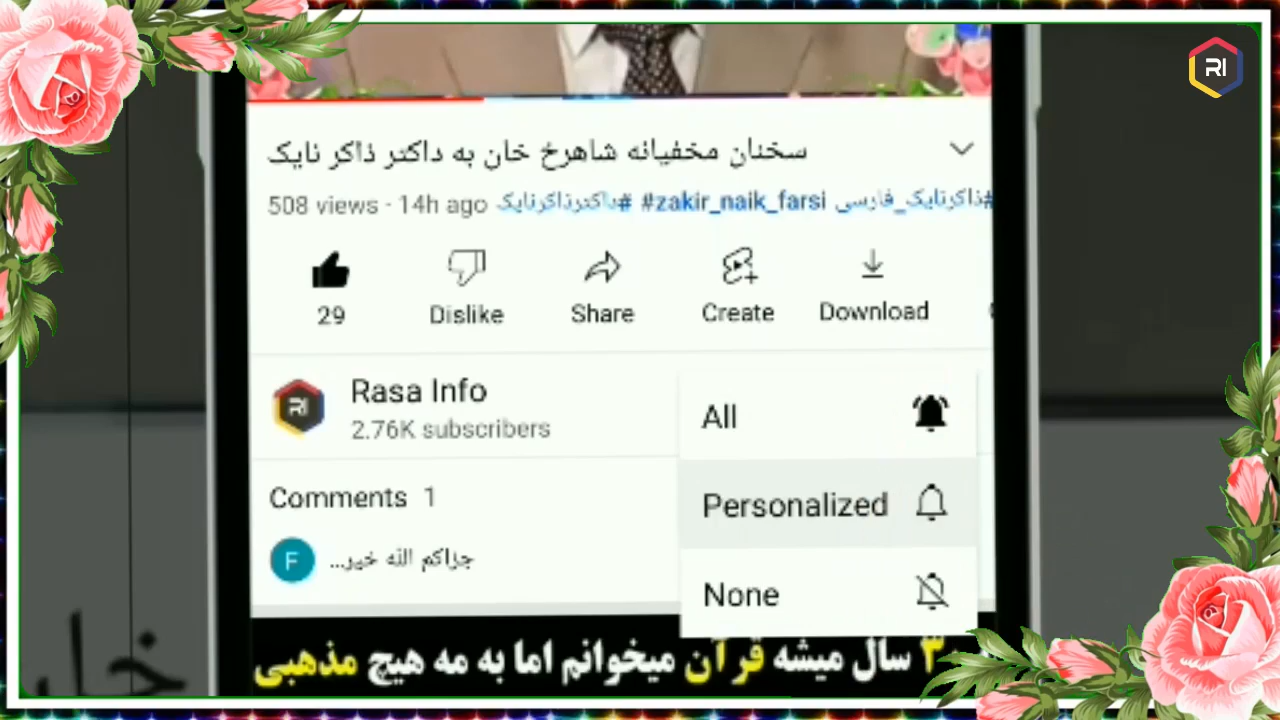 RI
سخنان مخفیانه شاهرخ خان به داکتر ذاکر نایک
508 views · 14h ago #داکترذاکرنایک #zakir_naik_farsi #ذاکرنایک_فارسی
29 Dislike Share Create Download
RI
Rasa Info
2.76K subscribers
All
Personalized
None
Comments 1
F
جزاکم الله خیر...
۳ سال میشه قرآن میخوانم اما به مه هیچ مذهبی